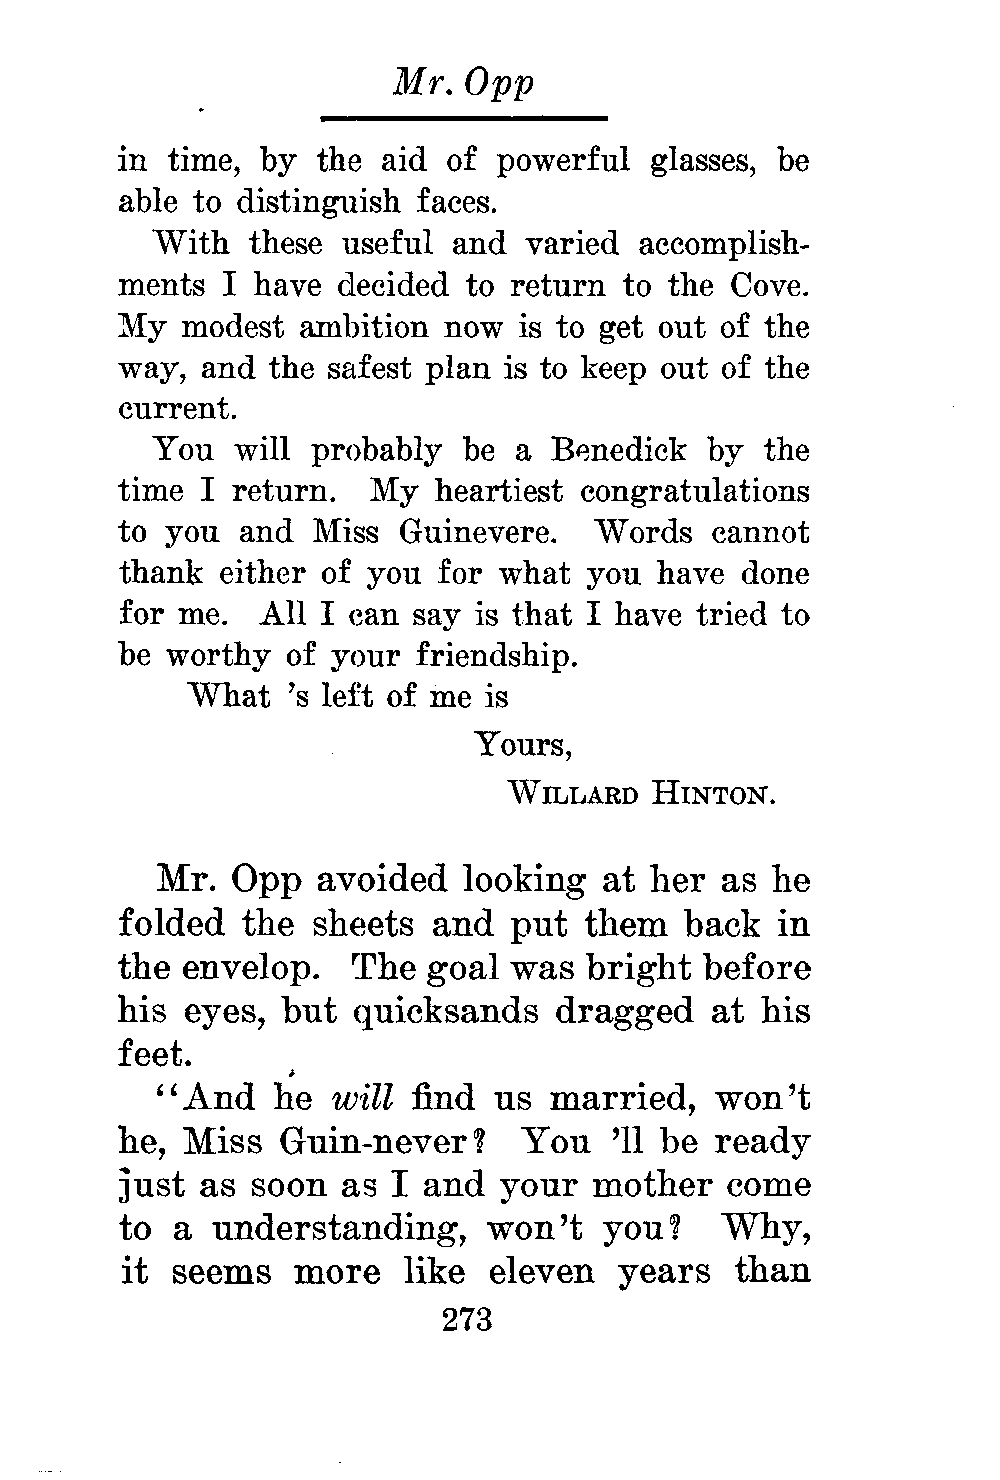 Mr. Opp
in time, by the aid of powerful glasses, be
able to distinguish faces.
With these useful and varied accomplish-
ments I have decided to return to the Cove.
My modest ambition now is to get out of the
way, and the safest plan is to keep out of the
current.
You will probably be a Benedick by the
time I return. My heartiest congratulations
to you and Miss Guinevere. Words cannot
thank either of you for what you have done
for me. All I can say is that I have tried to
be worthy of your friendship.
What 's left of me is
Yours,
WILLARD HINTON.
Mr. Opp avoided looking at her as he
folded the sheets and put them back in
the envelop. The goal was bright before
his eyes, but quicksands dragged at his
feet.
"And he will find us married, won't
he, Miss Guin-never? You 'll be ready
just as soon as I and your mother come
to a understanding, won't you? Why,
it seems more like eleven years than
273